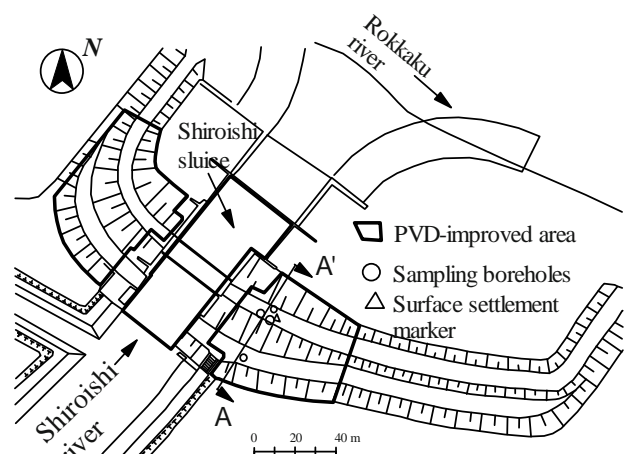 N
Rokkaku
river
Shiroishi
sluice
PVD-improved area
A'
Sampling boreholes
Surface settlement
marker
Shiroishi
river
A
0 20 40 m